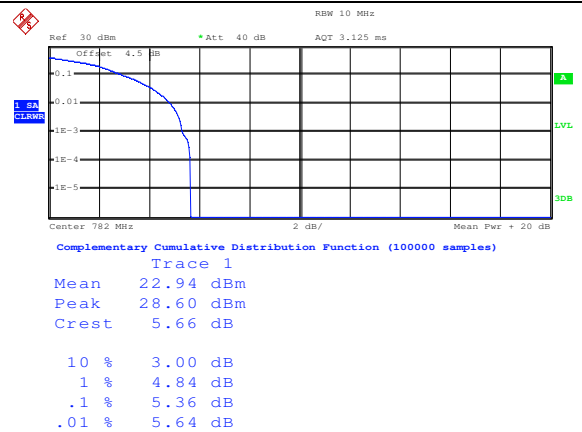 R&S
RBW 10 MHz
Ref 30 dBm *Att 40 dB AQT 3.125 ms
Offset 4.5 dB
0.1
A
0.01
1 SA
CLRWR
LVL
1E-3
1E-4
1E-5
3DB
Center 782 MHz 2 dB/ Mean Pwr + 20 dB
Complementary Cumulative Distribution Function (100000 samples)
Trace 1
Mean 22.94 dBm
Peak 28.60 dBm
Crest 5.66 dB
10 % 3.00 dB
1 % 4.84 dB
.1 % 5.36 dB
.01 % 5.64 dB